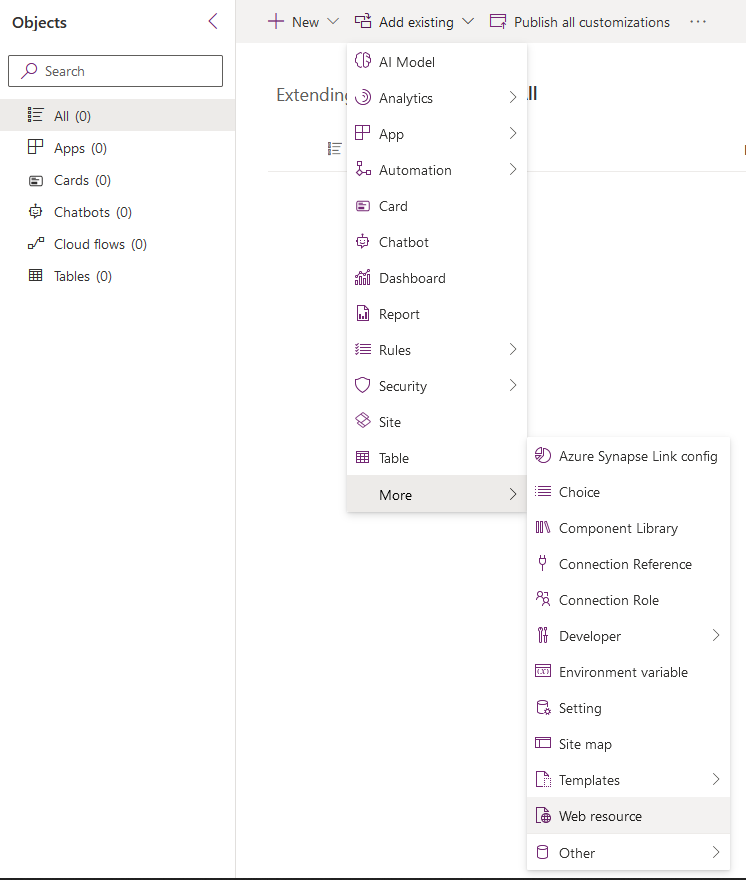 Objects
New
Add existing
Publish all customizations
Search
All (0)
Apps (0)
Cards (0)
Chatbots (0)
Cloud flows (0)
Tables (0)
Extending
AI Model
Analytics
App
Automation
Card
Chatbot
Dashboard
Report
Rules
Security
Site
Table
More
Azure Synapse Link config
Choice
Component Library
Connection Reference
Connection Role
Developer
Environment variable
Setting
Site map
Templates
Web resource
Other